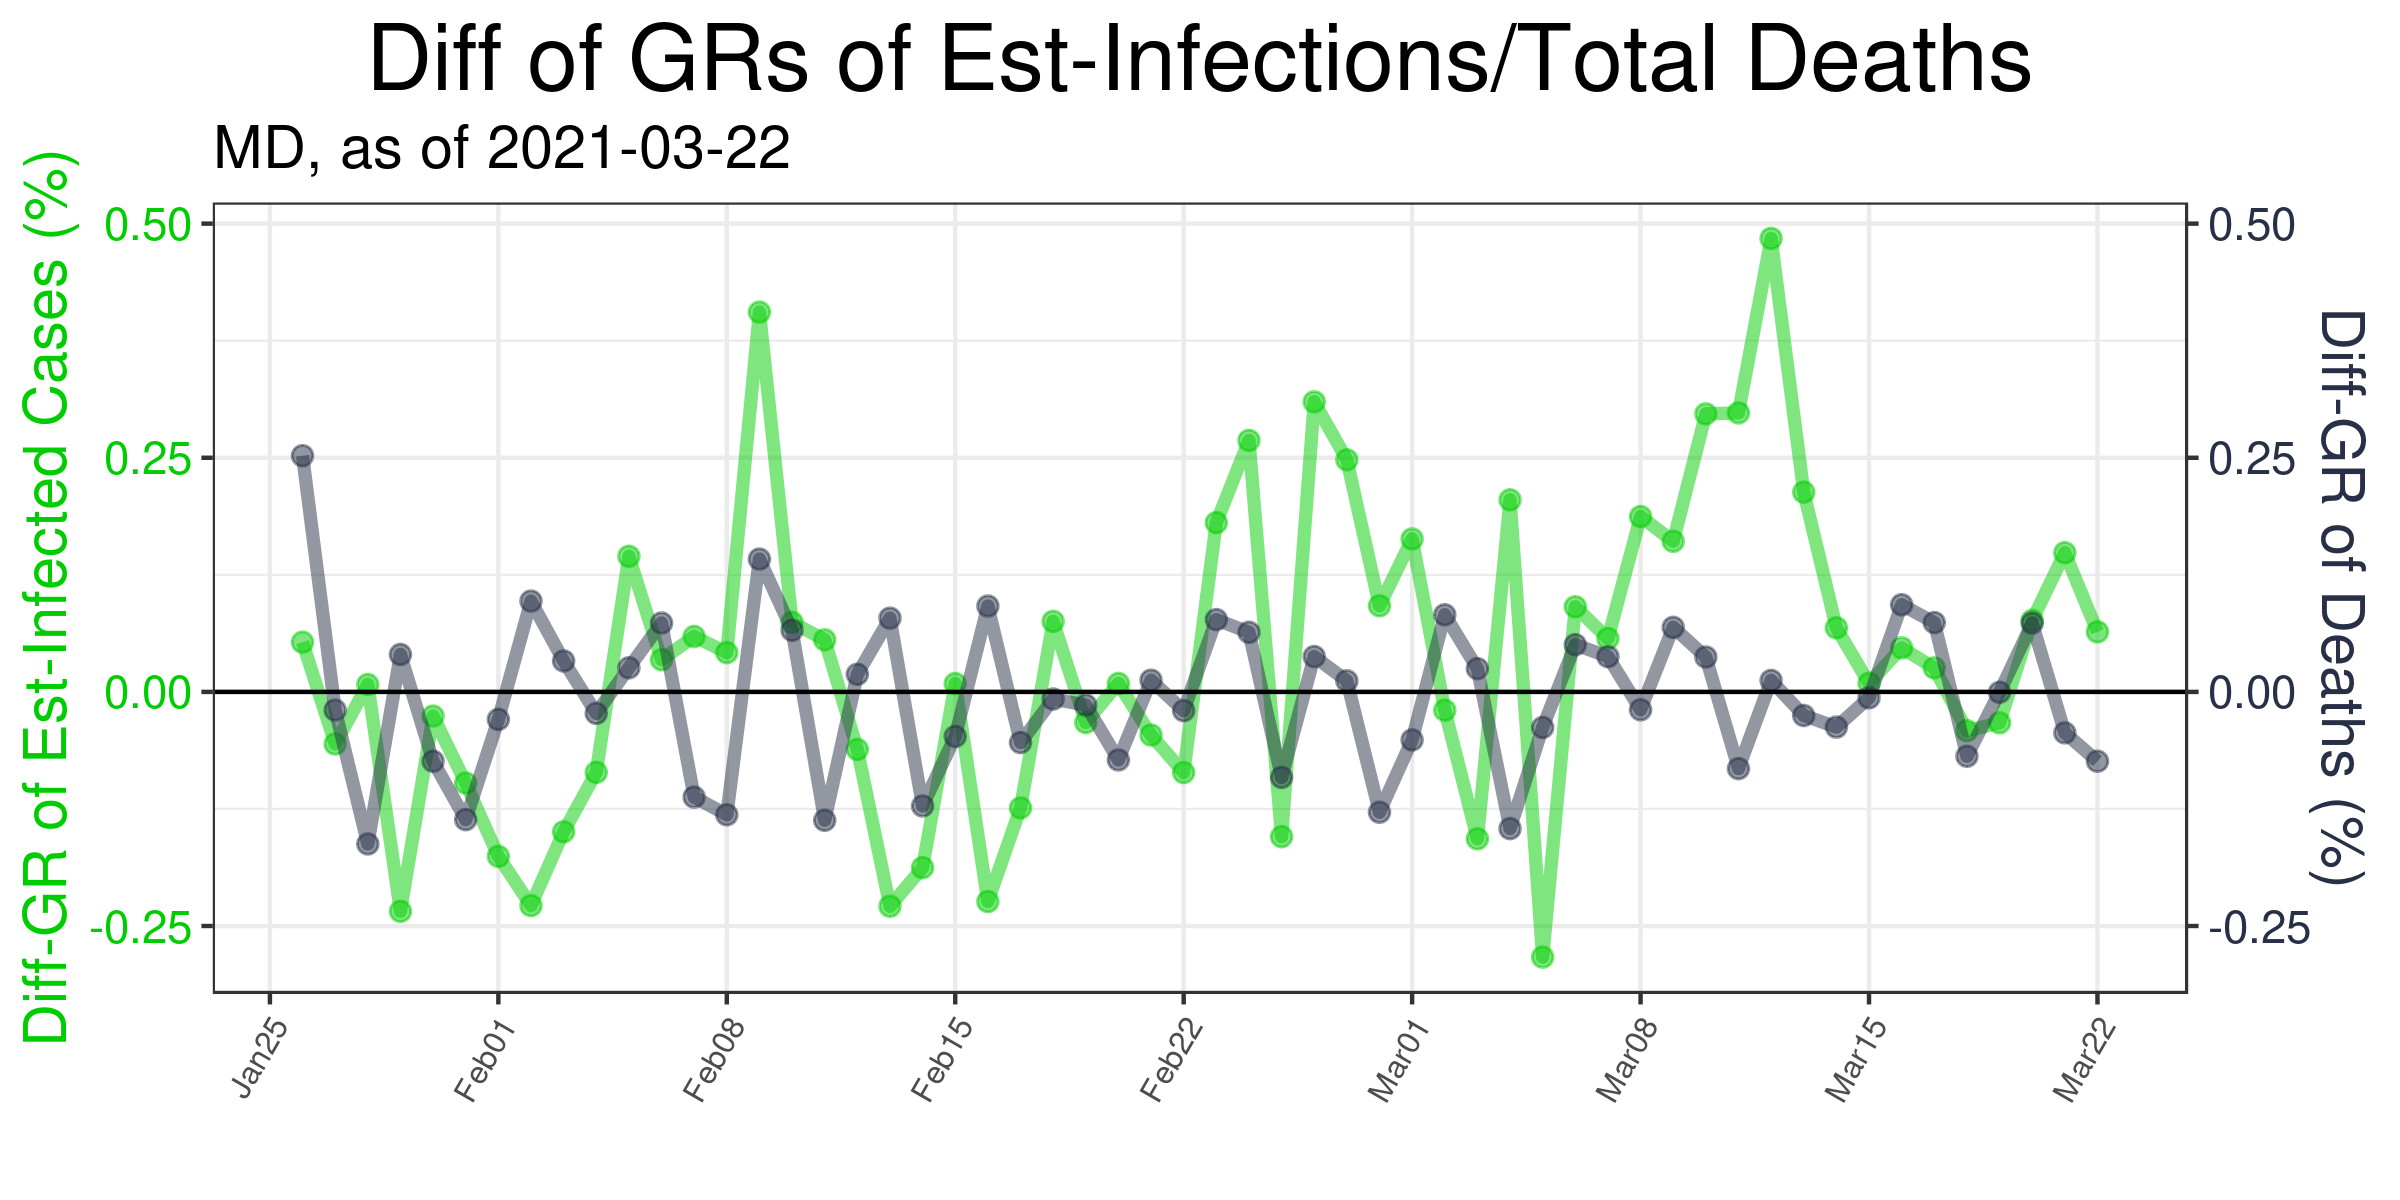 Diff of GRs of Est-Infections/Total Deaths
MD, as of 2021-03-22
Diff-GR of Est-Infected Cases (%)
0.50
0.25
0.00
-0.25
0.50
0.25
0.00
-0.25
Diff-GR of Deaths (%)
Jan25
Feb01
Feb08
Feb15
Feb22
Mar01
Mar08
Mar15
Mar22